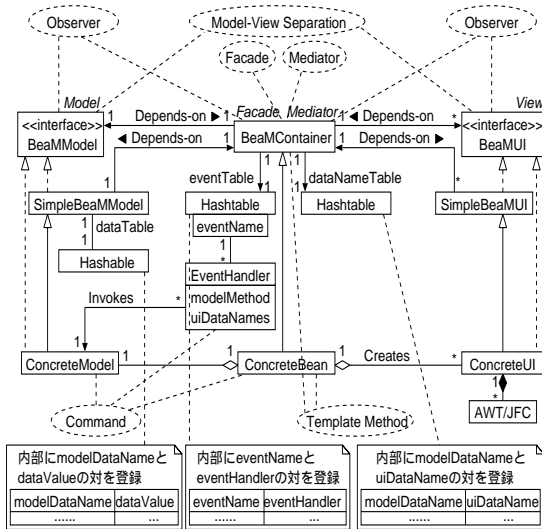 Observer
Model-View Separation
Observer
Facade
Mediator
Model
Facade
Mediator
View
<<interface>>
BeaMModel
1 Depends-on 1
BeaMContainer
1 Depends-on *
<<interface>>
BeaMUI
Depends-on 1
1 Depends-on
1
1
1
1
*
eventTable
dataNameTable
1
1
SimpleBeaMModel
Hashtable
Hashtable
SimpleBeaMUI
1
dataTable
eventName
1
1
Hashable
*
EventHandler
modelMethod
uiDataNames
Invokes
*
1
ConcreteModel
1
1
ConcreteBean
1
Creates
*
ConcreteUI
1
*
AWT/JFC
Command
Template Method
内部にmodelDataNameと
dataValueの対を登録
modelDataName dataValue
...... ...
内部にeventNameと
eventHandlerの対を登録
eventName eventHandler
...... ...
内部にmodelDataNameと
uiDataNameの対を登録
modelDataName uiDataName
...... ...